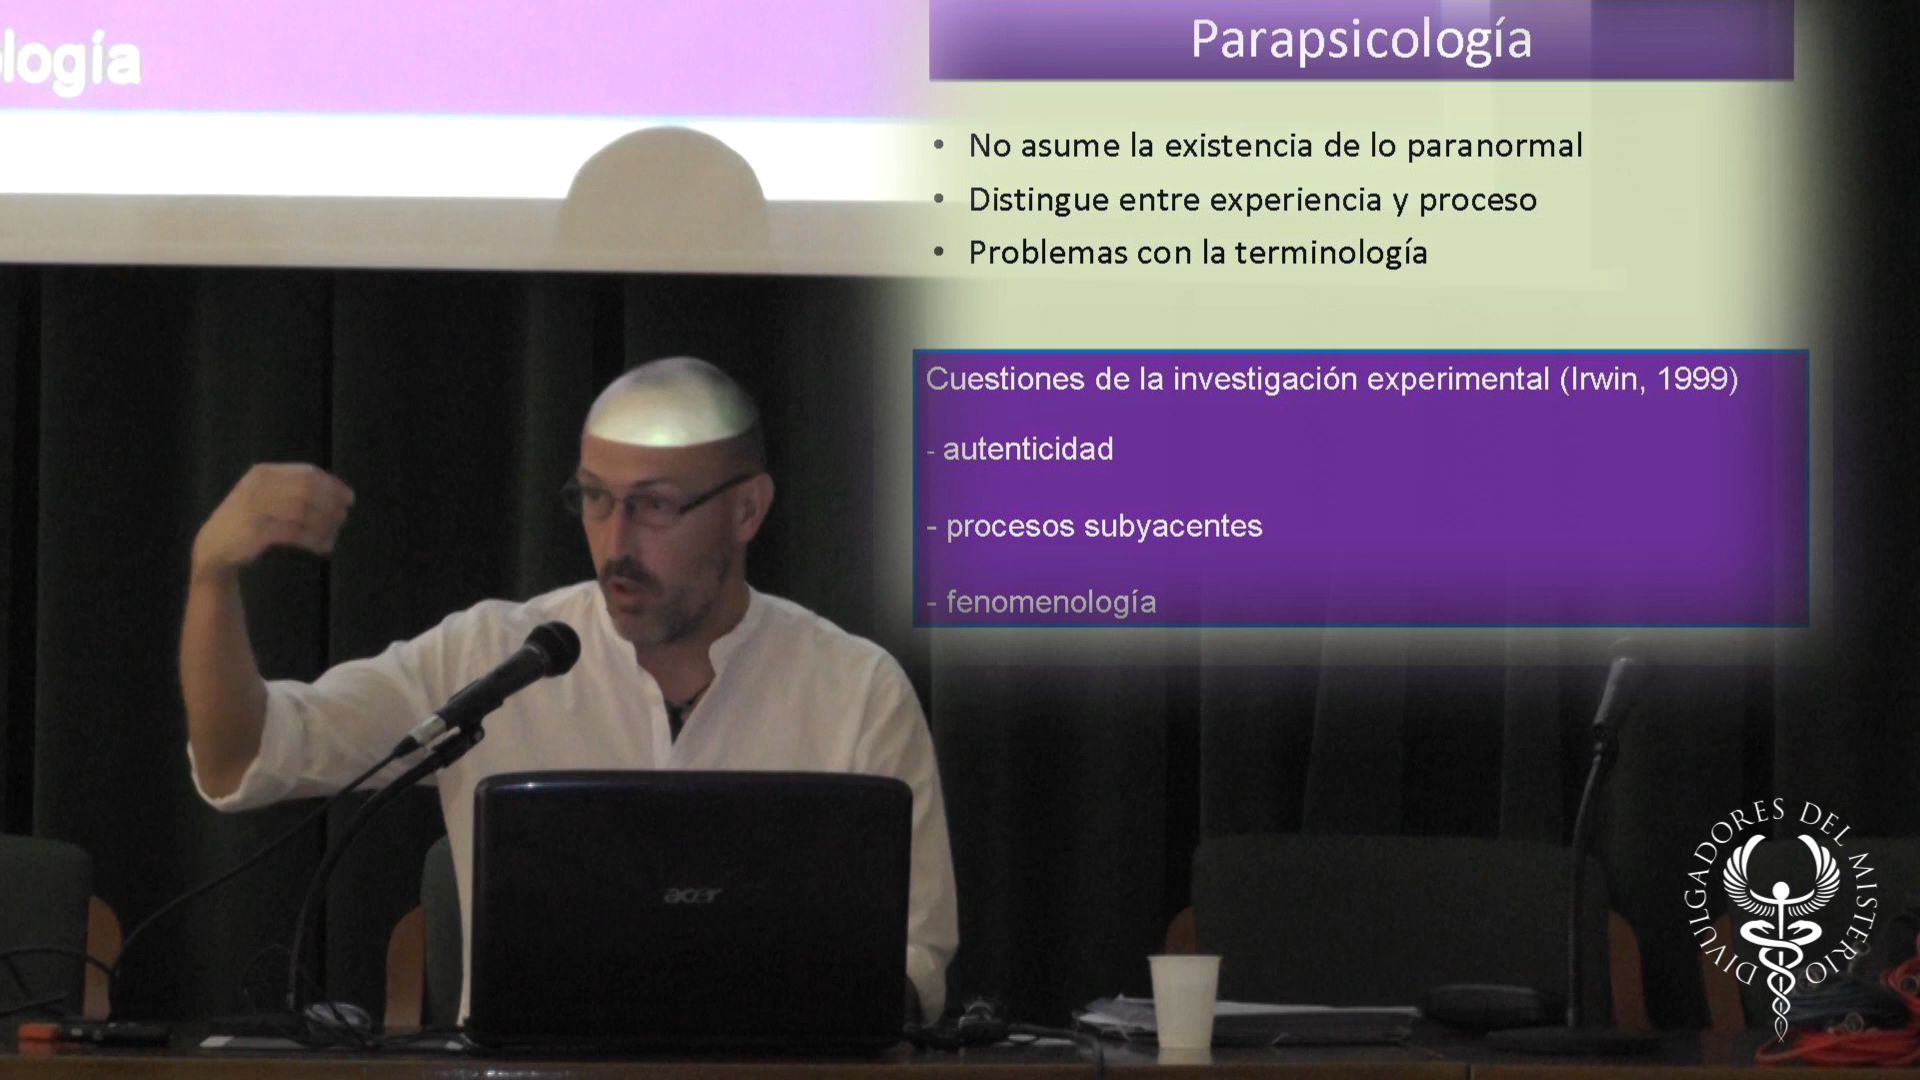 logía
Parapsicología
• No asume la existencia de lo paranormal
• Distingue entre experiencia y proceso
• Problemas con la terminología
Cuestiones de la investigación experimental (Irwin, 1999)
- autenticidad
- procesos subyacentes
- fenomenología
acer
DIVULGADORES DEL MISTERIO